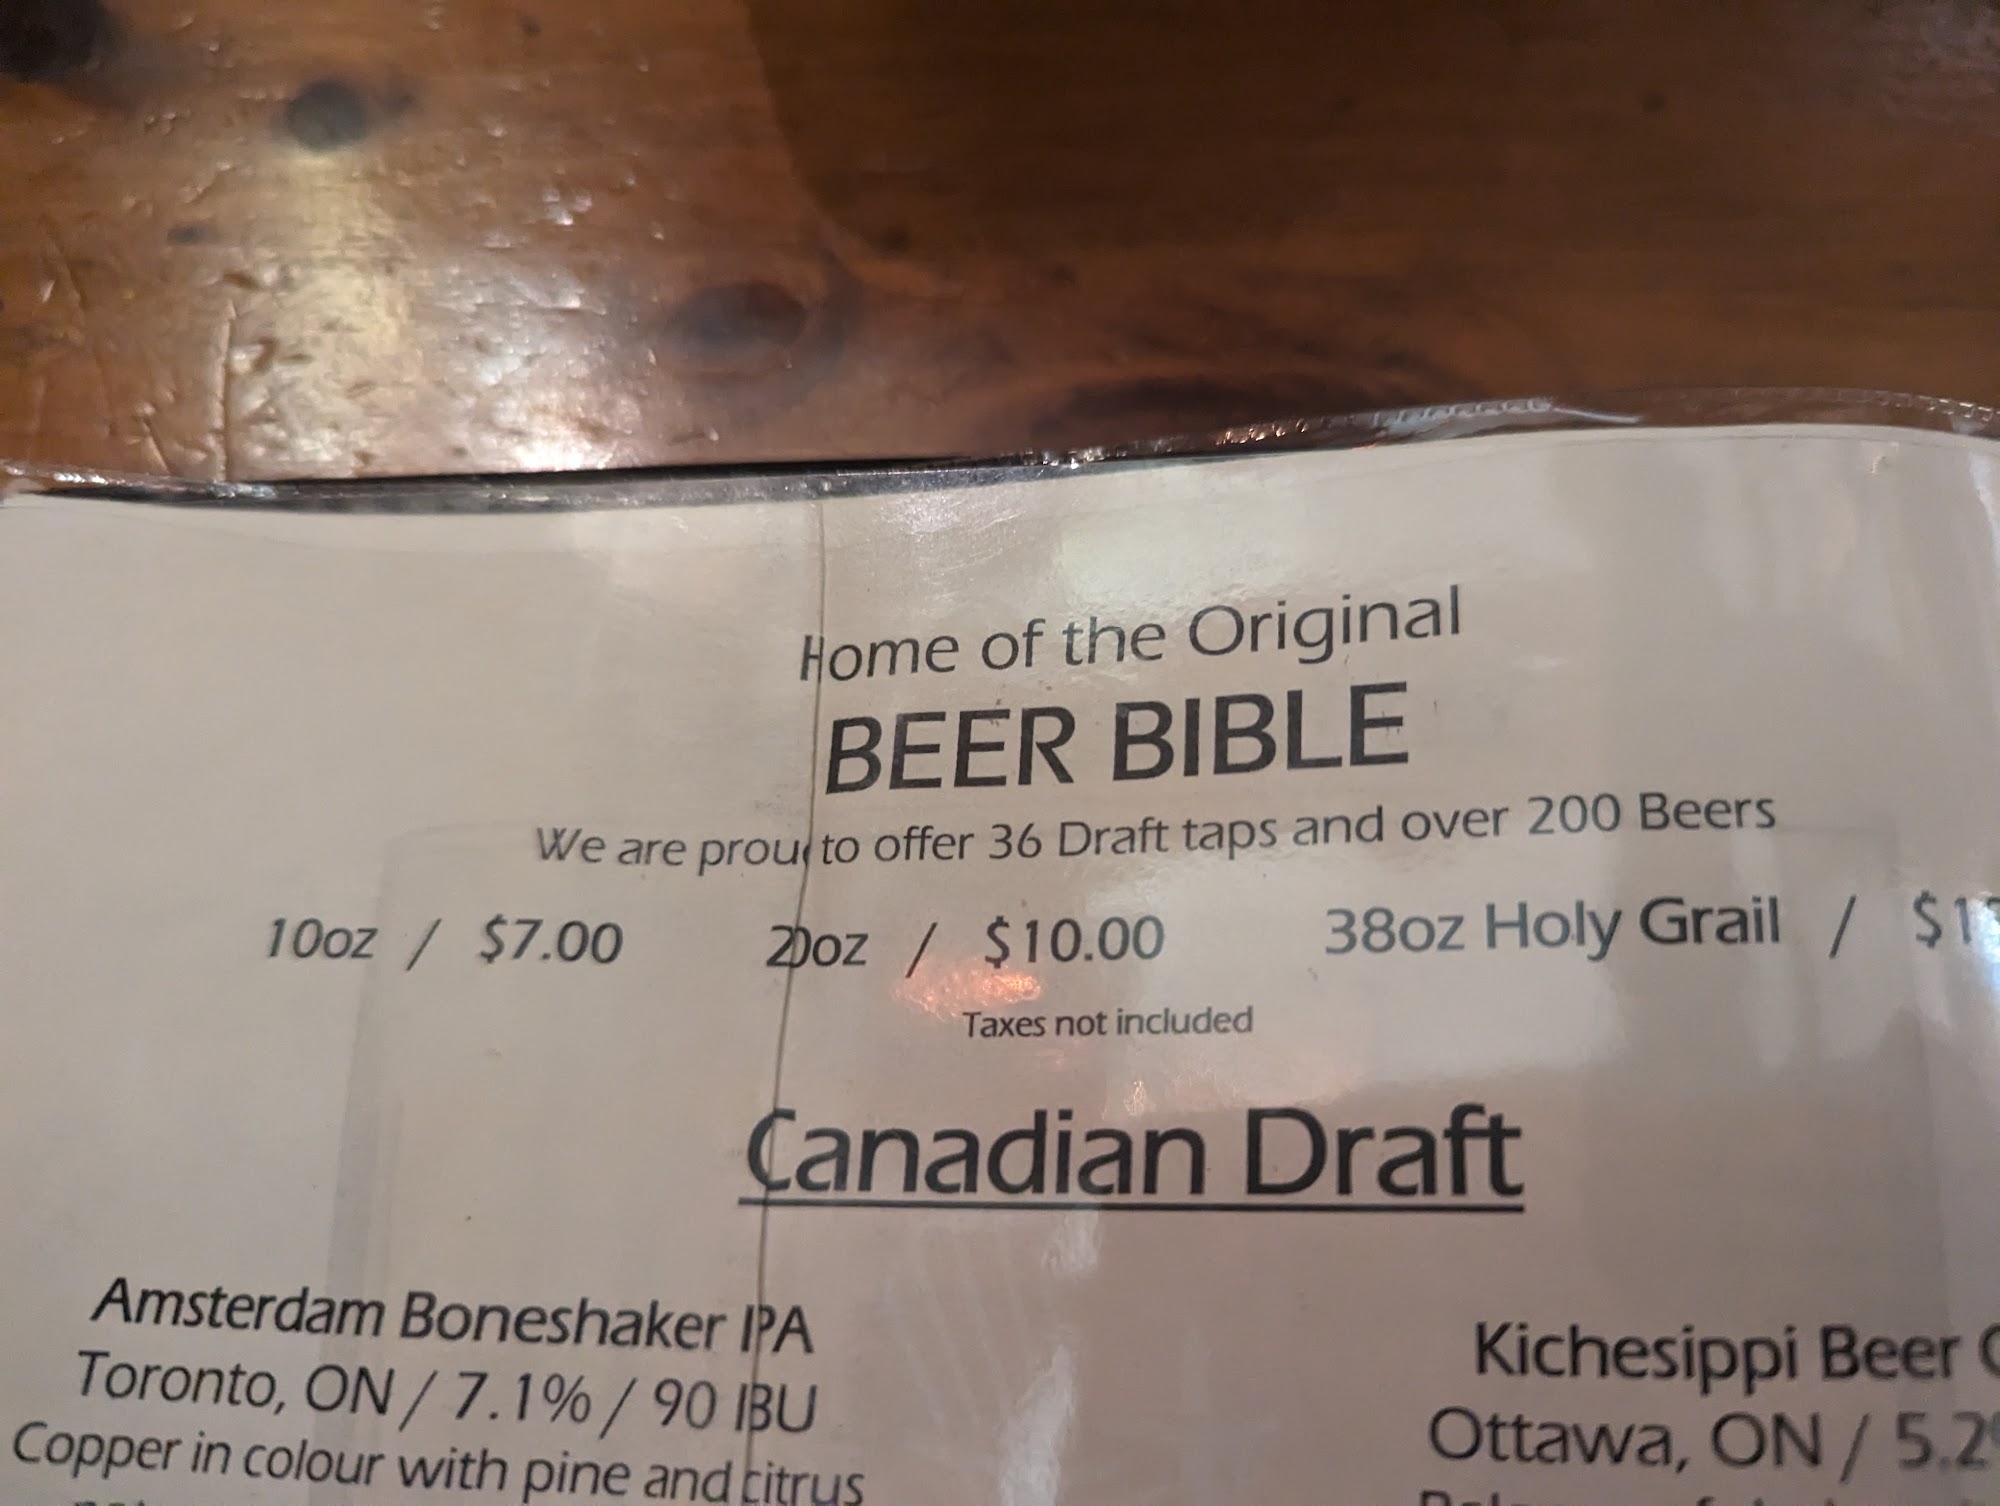 Home of the Original
BEER BIBLE
We are proud to offer 36 Draft taps and over 200 Beers
10oz / $7.00 20oz / $10.00 38oz Holy Grail /
Taxes not included
Canadian Draft
Amsterdam Boneshaker IPA
Toronto, ON / 7.1% / 90 IBU
Copper in colour with pine and citrus
Kichesippi Beer
Ottawa, ON / 5.2